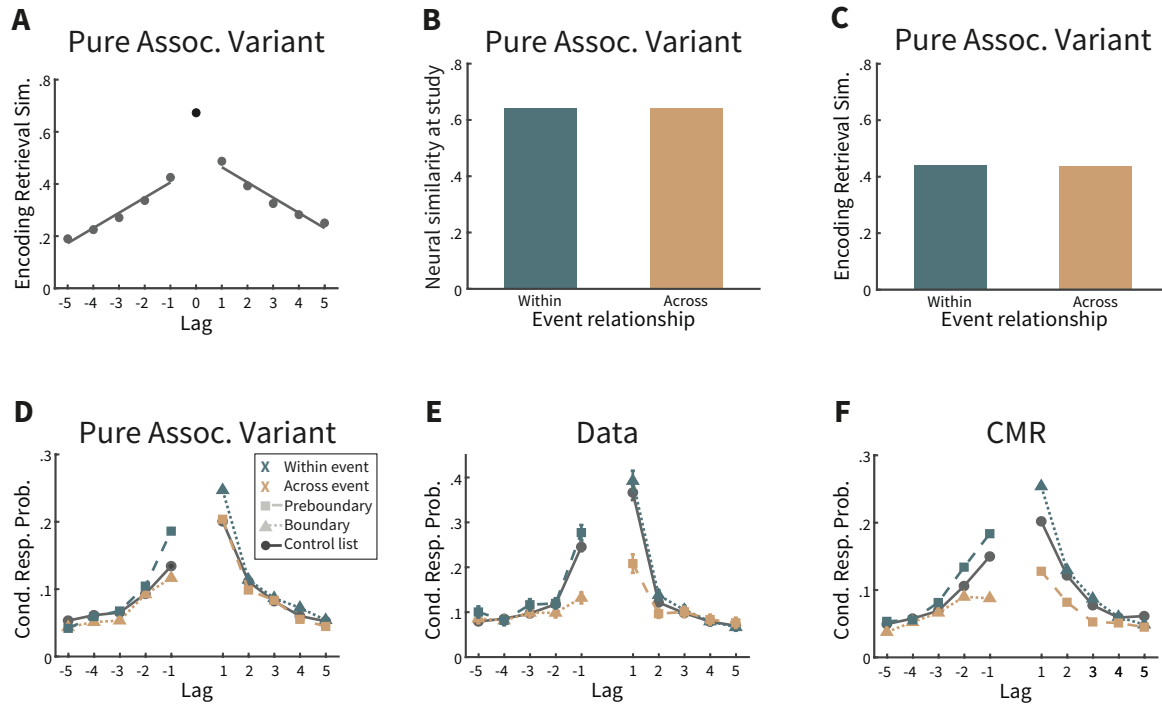 A
Pure Assoc. Variant
Encoding Retrieval Sim.
.8
.6
.4
.2
0
-5 -4 -3 -2 -1 0 1 2 3 4 5
Lag
B
Pure Assoc. Variant
Neural similarity at study
.8
.6
.4
.2
0
Within Across
Event relationship
C
Pure Assoc. Variant
Encoding Retrieval Sim.
.8
.6
.4
.2
0
Within Across
Event relationship
D
Pure Assoc. Variant
Cond. Resp. Prob.
.3
.2
.1
0
X Within event
X Across event
Preboundary
Boundary
Control list
-5 -4 -3 -2 -1 1 2 3 4 5
Lag
E
Data
Cond. Resp. Prob.
.4
.3
.2
.1
0
-5 -4 -3 -2 -1 1 2 3 4 5
Lag
F
CMR
Cond. Resp. Prob.
.3
.2
.1
0
-5 -4 -3 -2 -1 1 2 3 4 5
Lag